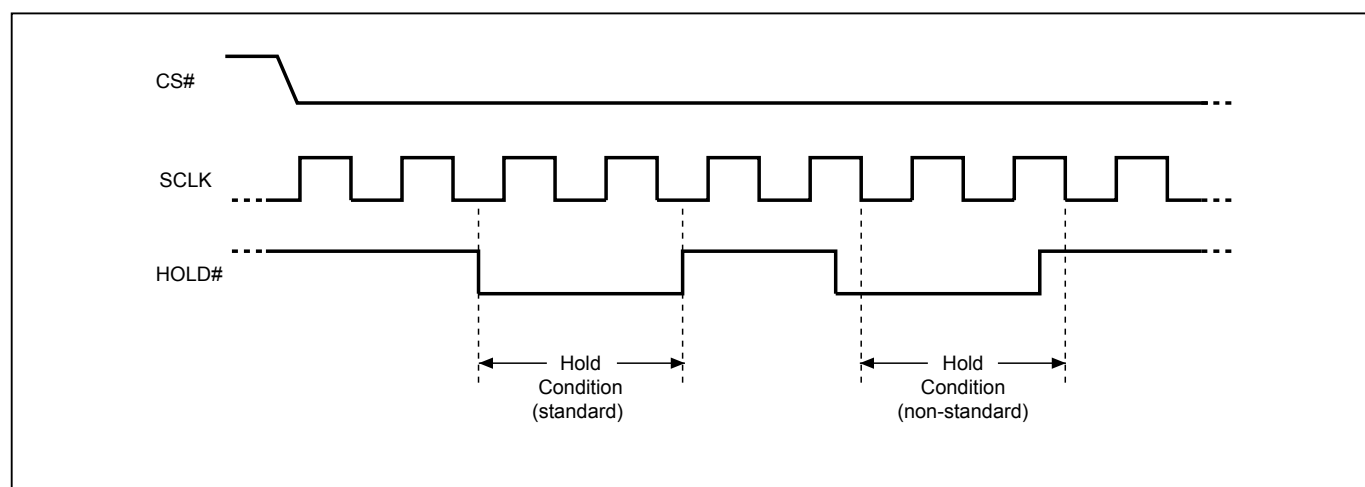 CS#
SCLK
HOLD#
Hold
Condition
(standard)
Hold
Condition
(non-standard)